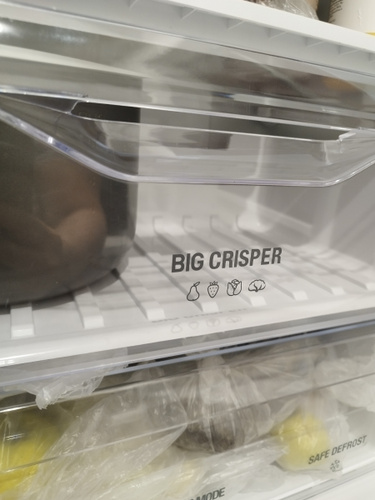 BIG CRISPER
SAFE DEFROST
MODE